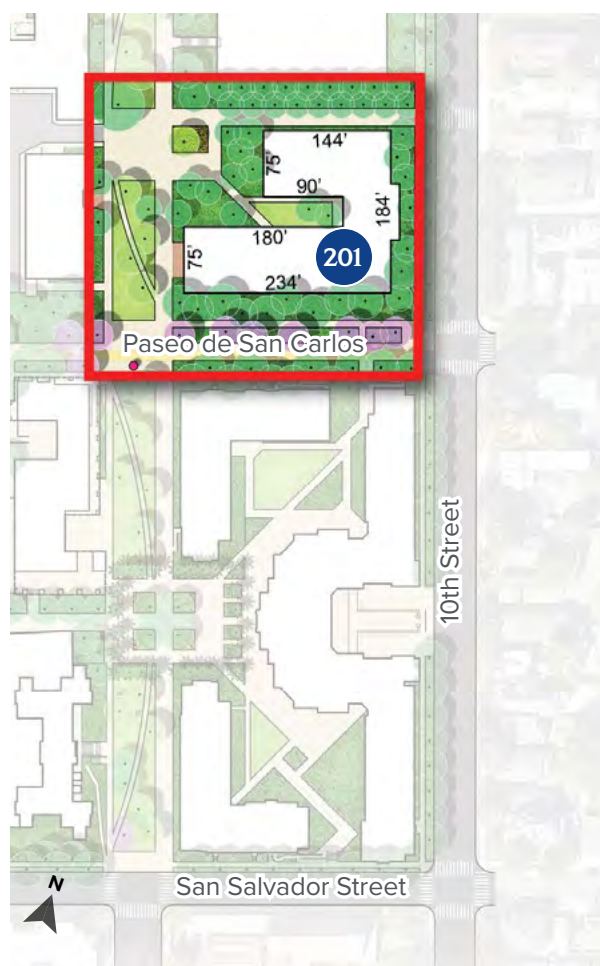 144'
75'
90'
184'
180'
201
75'
234'
Paseo de San Carlos
10th Street
San Salvador Street
N